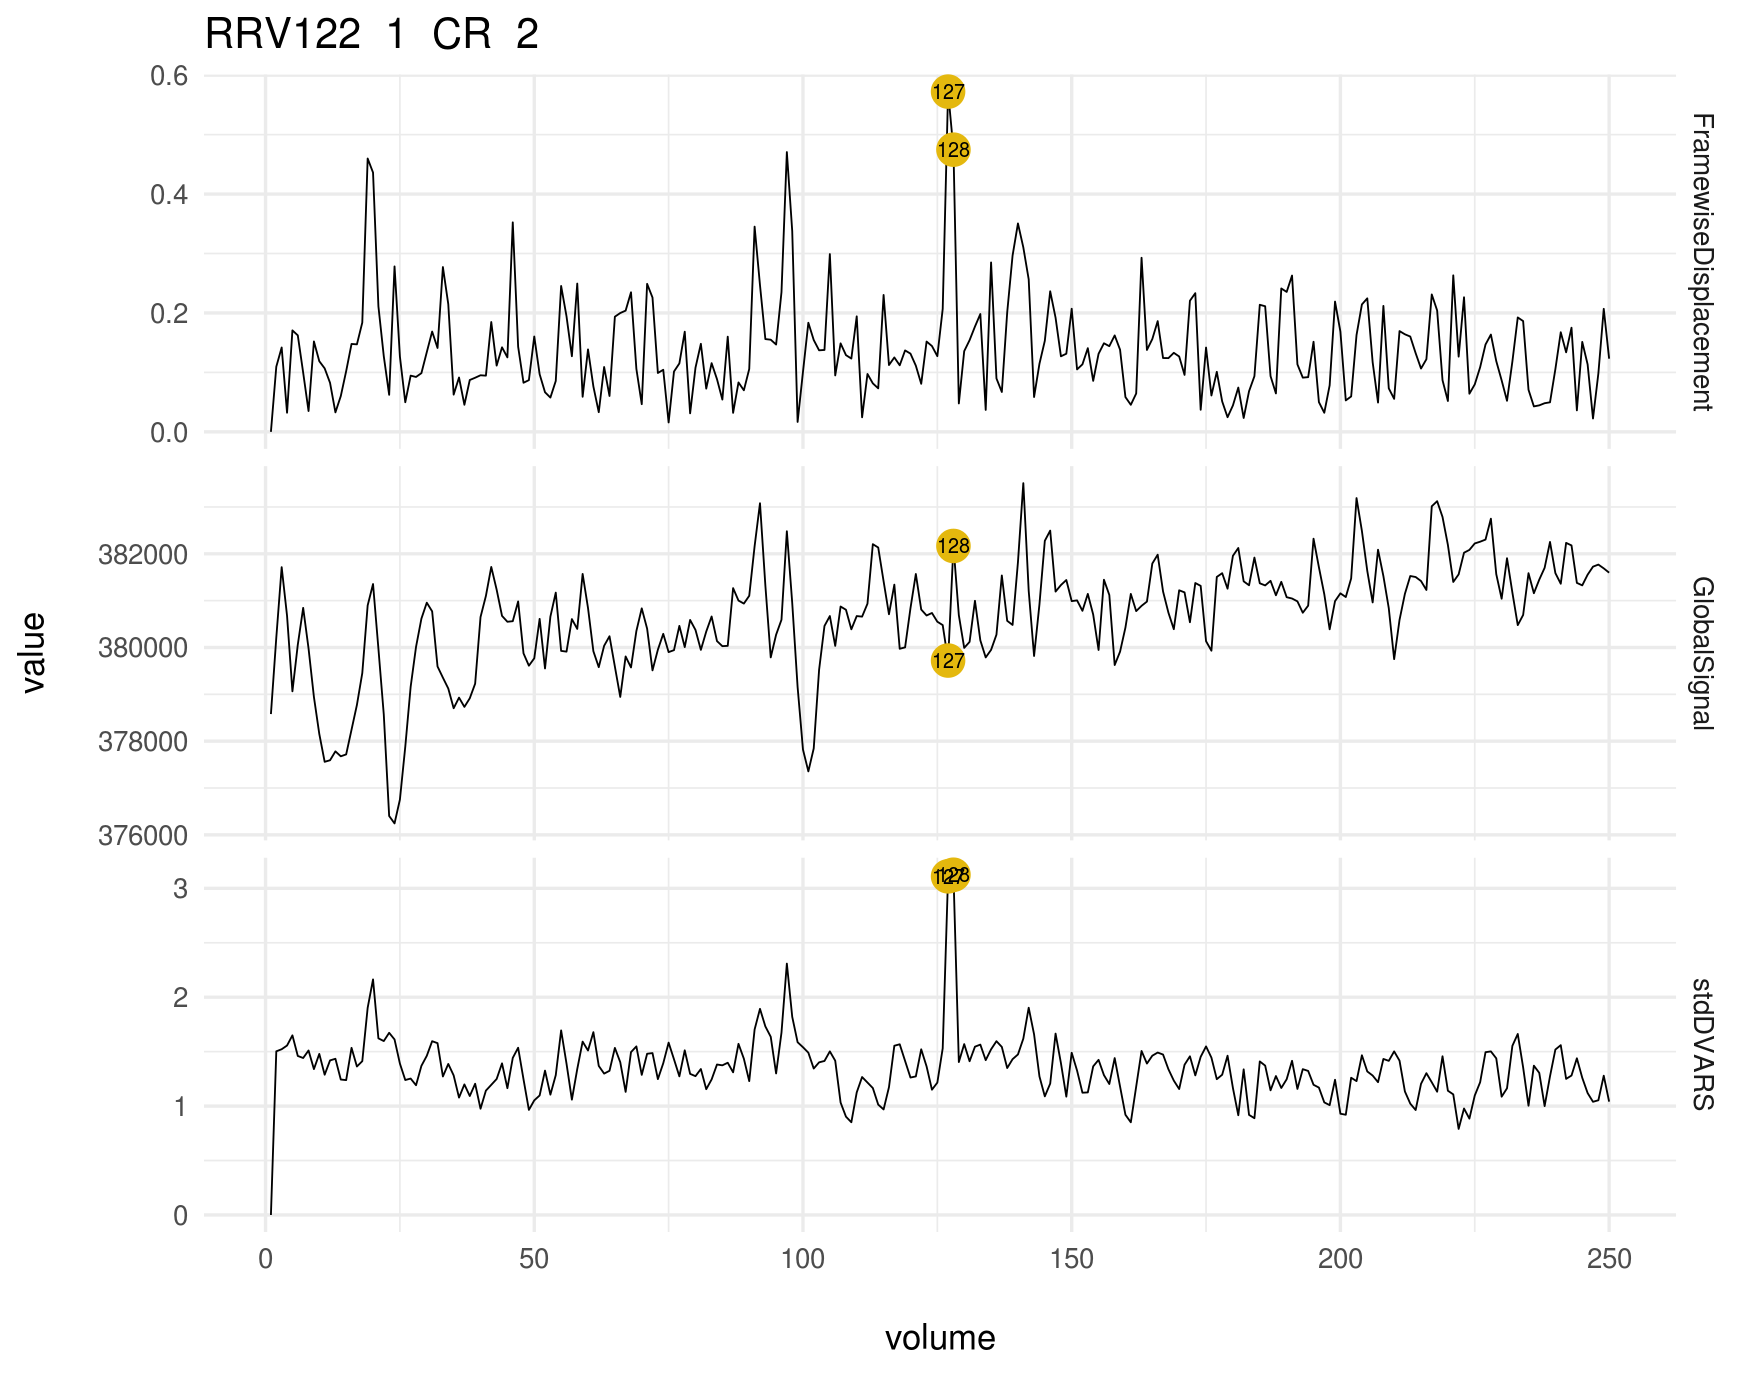 RRV122 1 CR 2
0.6
0.4
0.2
0.0
127
128
FramewiseDisplacement
382000
380000
378000
376000
128
127
GlobalSignal
value
3
2
1
0
127
128
stdDVARS
0 50 100 150 200 250
volume